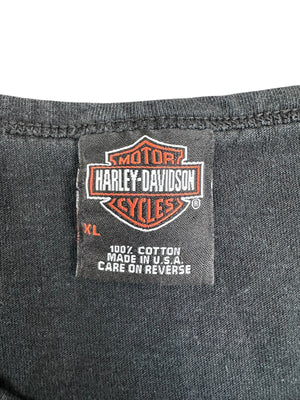 MOTOR
HARLEY-DAVIDSON
CYCLES ®
XL
100% COTTON
MADE IN U.S.A.
CARE ON REVERSE